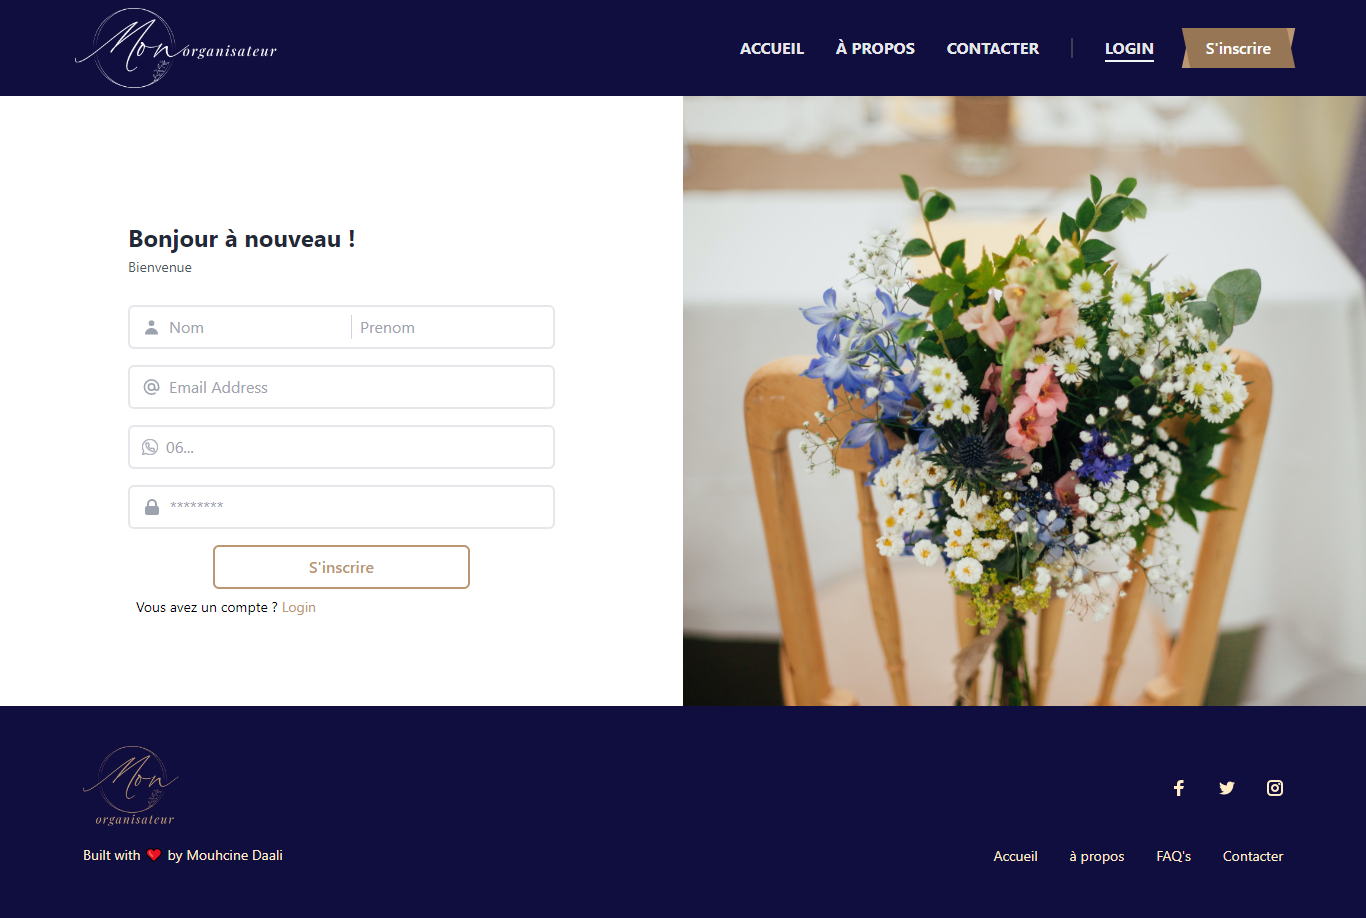 Mon organisateur
ACCUEIL À PROPOS CONTACTER LOGIN S'inscrire
Bonjour à nouveau !
Bienvenue
Nom Prenom
Email Address
06...
********
S'inscrire
Vous avez un compte ? Login
Mon
organisateur
Built with ❤️ by Mouhcine Daali
Accueil à propos FAQ's Contacter